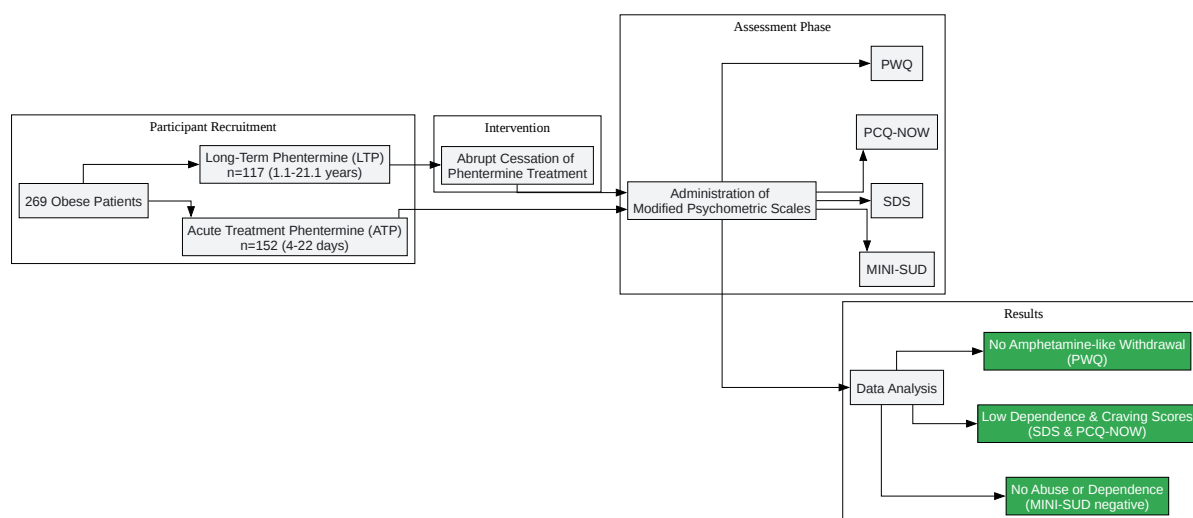 Participant Recruitment
269 Obese Patients
Long-Term Phentermine (LTP)
n=117 (1.1-21.1 years)
Acute Treatment Phentermine (ATP)
n=152 (4-22 days)
Intervention
Abrupt Cessation of
Phentermine Treatment
Assessment Phase
Administration of
Modified Psychometric Scales
PWQ
PCQ-NOW
SDS
MINI-SUD
Results
Data Analysis
No Amphetamine-like Withdrawal
(PWQ)
Low Dependence & Craving Scores
(SDS & PCQ-NOW)
No Abuse or Dependence
(MINI-SUD negative)